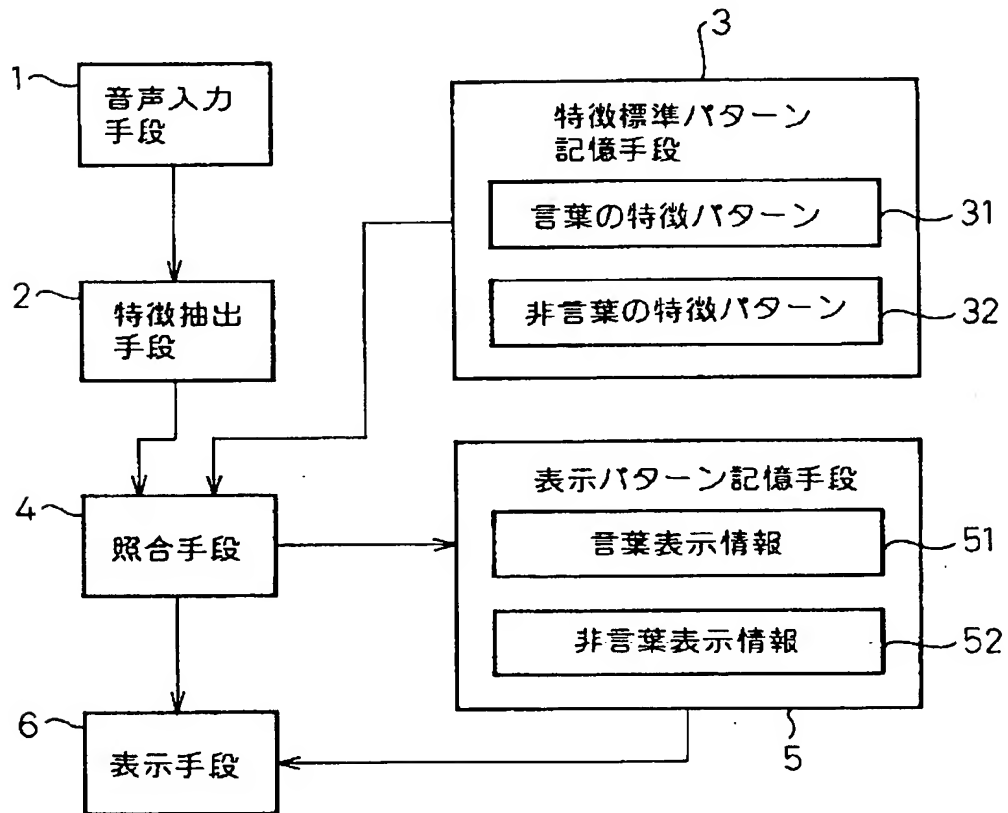 1
音声入力
手段
2
特徴抽出
手段
3
特徴標準パターン
記憶手段
言葉の特徴パターン
31
非言葉の特徴パターン
32
4
照合手段
表示パターン記憶手段
言葉表示情報
51
非言葉表示情報
52
5
6
表示手段